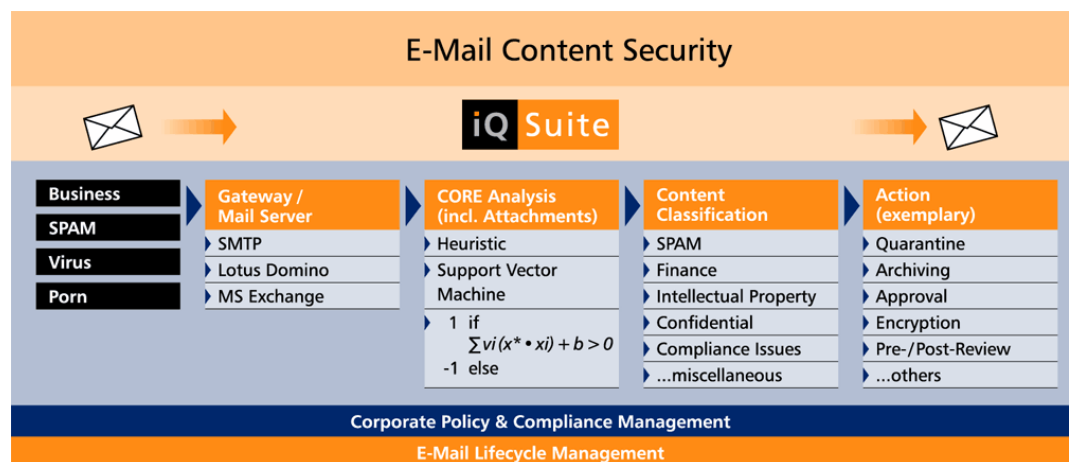 E-Mail Content Security
iQ Suite
Business
SPAM
Virus
Porn
Gateway /
Mail Server
SMTP
Lotus Domino
MS Exchange
CORE Analysis
(incl. Attachments)
Heuristic
Support Vector
Machine
1 if
∑vi(x* • xi) + b > 0
-1 else
Content
Classification
SPAM
Finance
Intellectual Property
Confidential
Compliance Issues
...miscellaneous
Action
(exemplary)
Quarantine
Archiving
Approval
Encryption
Pre-/Post-Review
...others
Corporate Policy & Compliance Management
E-Mail Lifecycle Management